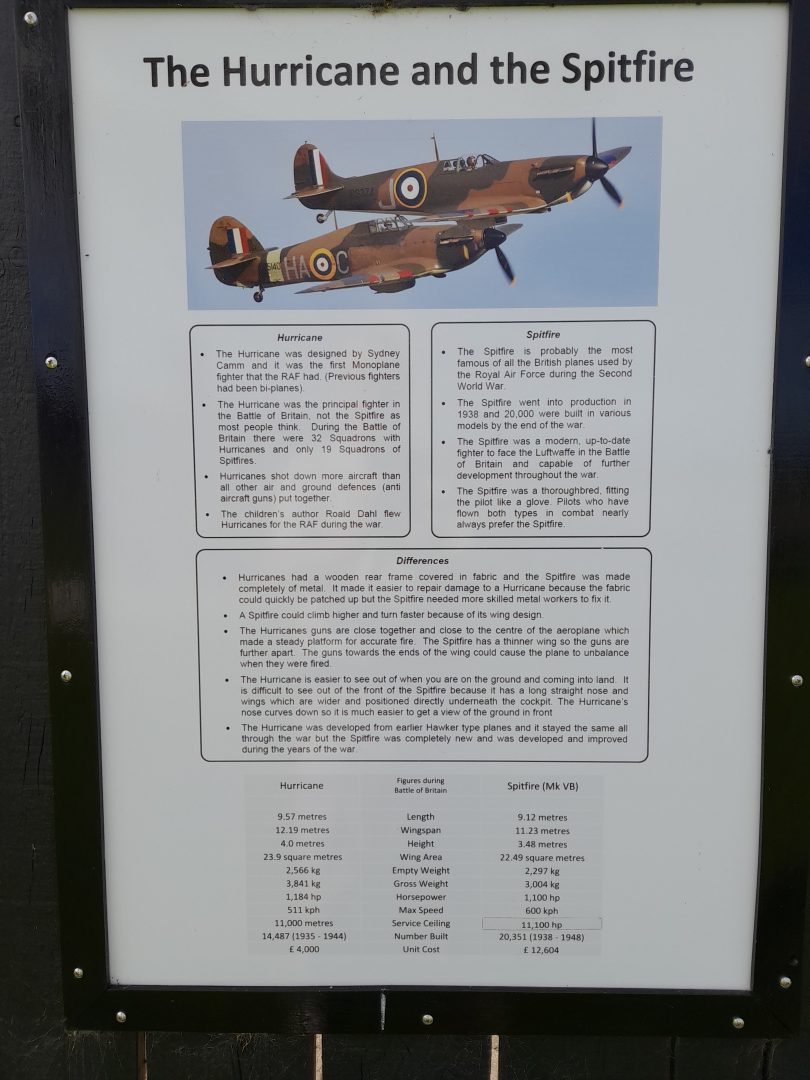 The Hurricane and the Spitfire
J
HA C
Hurricane
• The Hurricane was designed by Sydney
Camm and it was the first Monoplane
fighter that the RAF had. (Previous fighters
had been bi-planes).
• The Hurricane was the principal fighter in
the Battle of Britain, not the Spitfire as
most people think. During the Battle of
Britain there were 32 Squadrons with
Hurricanes and only 19 Squadrons of
Spitfires.
• Hurricanes shot down more aircraft than
all other air and ground defences (anti
aircraft guns) put together.
• The children's author Roald Dahl flew
Hurricanes for the RAF during the war.
Spitfire
• The Spitfire is probably the most
famous of all the British planes used by
the Royal Air Force during the Second
World War.
• The Spitfire went into production in
1938 and 20,000 were built in various
models by the end of the war.
• The Spitfire was a modern, up-to-date
fighter to face the Luftwaffe in the Battle
of Britain and capable of further
development throughout the war.
• The Spitfire was a thoroughbred, fitting
the pilot like a glove. Pilots who have
flown both types in combat nearly
always prefer the Spitfire.
Differences
• Hurricanes had a wooden rear frame covered in fabric and the Spitfire was made
completely of metal. It made it easier to repair damage to a Hurricane because the fabric
could quickly be patched up but the Spitfire needed more skilled metal workers to fix it.
• A Spitfire could climb higher and turn faster because of its wing design.
• The Hurricanes guns are close together and close to the centre of the aeroplane which
made a steady platform for accurate fire. The Spitfire has a thinner wing so the guns are
further apart. The guns towards the ends of the wing could cause the plane to unbalance
when they were fired.
• The Hurricane is easier to see out of when you are on the ground and coming into land. It
is difficult to see out of the front of the Spitfire because it has a long straight nose and
wings which are wider and positioned directly underneath the cockpit. The Hurricane's
nose curves down so it is much easier to get a view of the ground in front
• The Hurricane was developed from earlier Hawker type planes and it stayed the same all
through the war but the Spitfire was completely new and was developed and improved
during the years of the war.
Hurricane Figures during Battle of Britain Spitfire (Mk VB)
9.57 metres Length 9.12 metres
12.19 metres Wingspan 11.23 metres
4.0 metres Height 3.48 metres
23.9 square metres Wing Area 22.49 square metres
2,566 kg Empty Weight 2,297 kg
3,841 kg Gross Weight 3,004 kg
1,184 hp Horsepower 1,100 hp
511 kph Max Speed 600 kph
11,000 metres Service Ceiling 11,100 hp
14,487 (1935 - 1944) Number Built 20,351 (1938 - 1948)
£ 4,000 Unit Cost £ 12,604